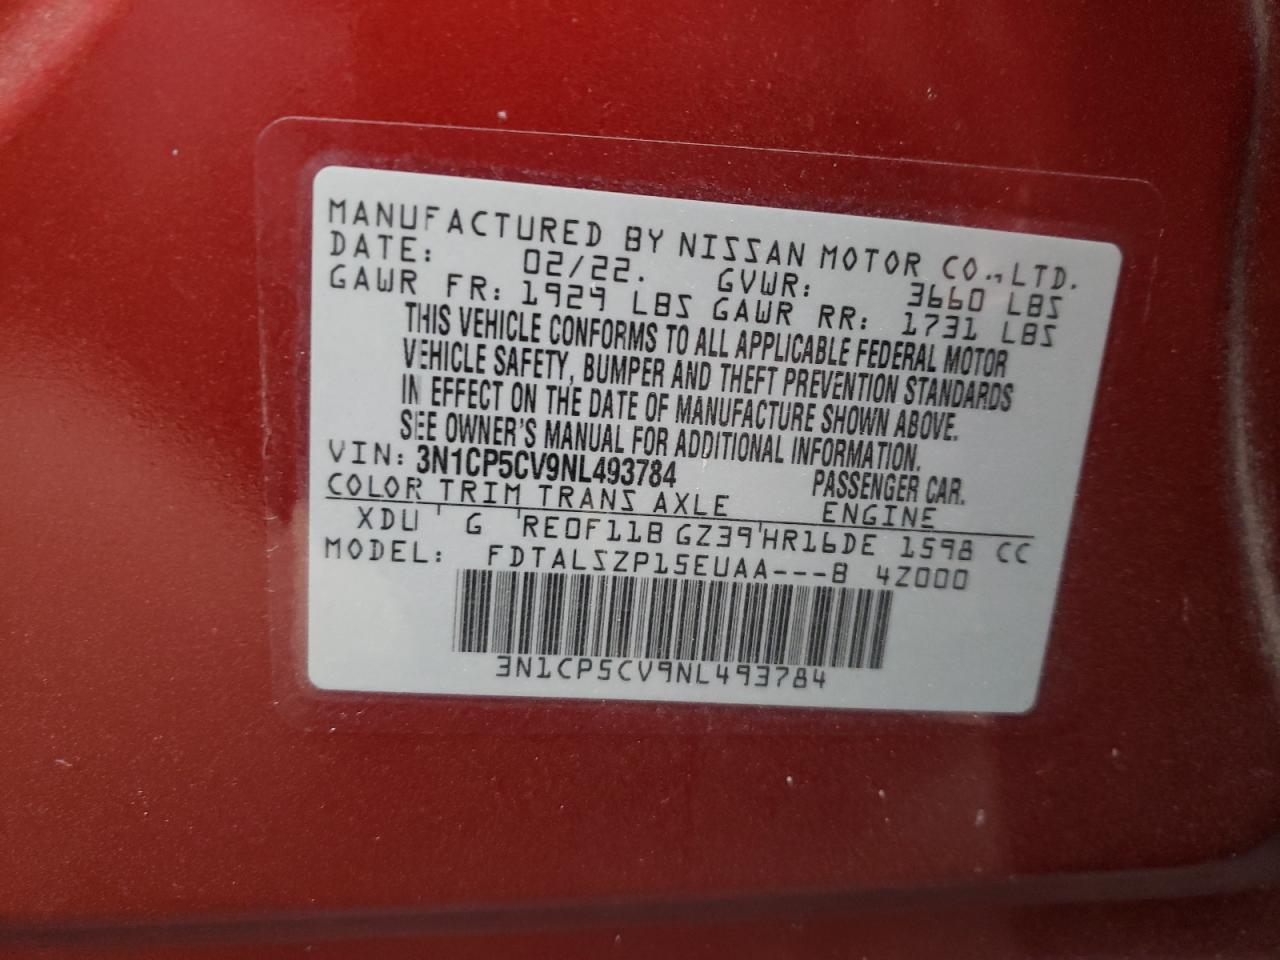 MANUFACTURED BY NISSAN MOTOR CO.,LTD.
DATE: 02/22. GVWR: 3660 LBS
GAWR FR: 1929 LBS GAWR RR: 1731 LBS
THIS VEHICLE CONFORMS TO ALL APPLICABLE FEDERAL MOTOR
VEHICLE SAFETY, BUMPER AND THEFT PREVENTION STANDARDS
IN EFFECT ON THE DATE OF MANUFACTURE SHOWN ABOVE.
SEE OWNER'S MANUAL FOR ADDITIONAL INFORMATION.
VIN: 3N1CP5CV9NL493784 PASSENGER CAR.
COLOR TRIM TRANS AXLE ENGINE
XDU G RE0F11B GZ39 HR16DE 1598 CC
MODEL: FDTALSZP15EUAA---B 4Z000
3N1CP5CV9NL493784